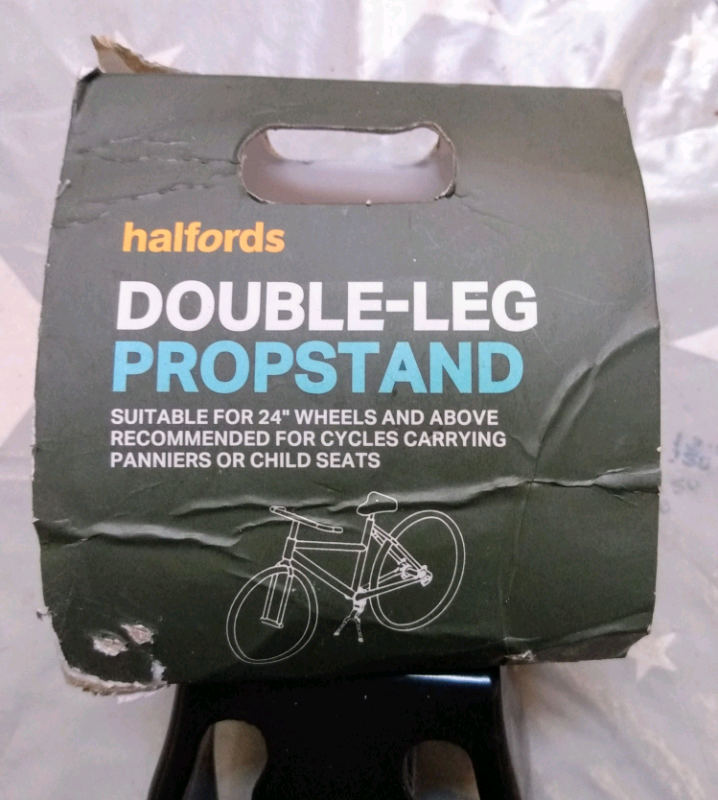 halfords
DOUBLE-LEG
PROPSTAND
SUITABLE FOR 24" WHEELS AND ABOVE
RECOMMENDED FOR CYCLES CARRYING
PANNIERS OR CHILD SEATS